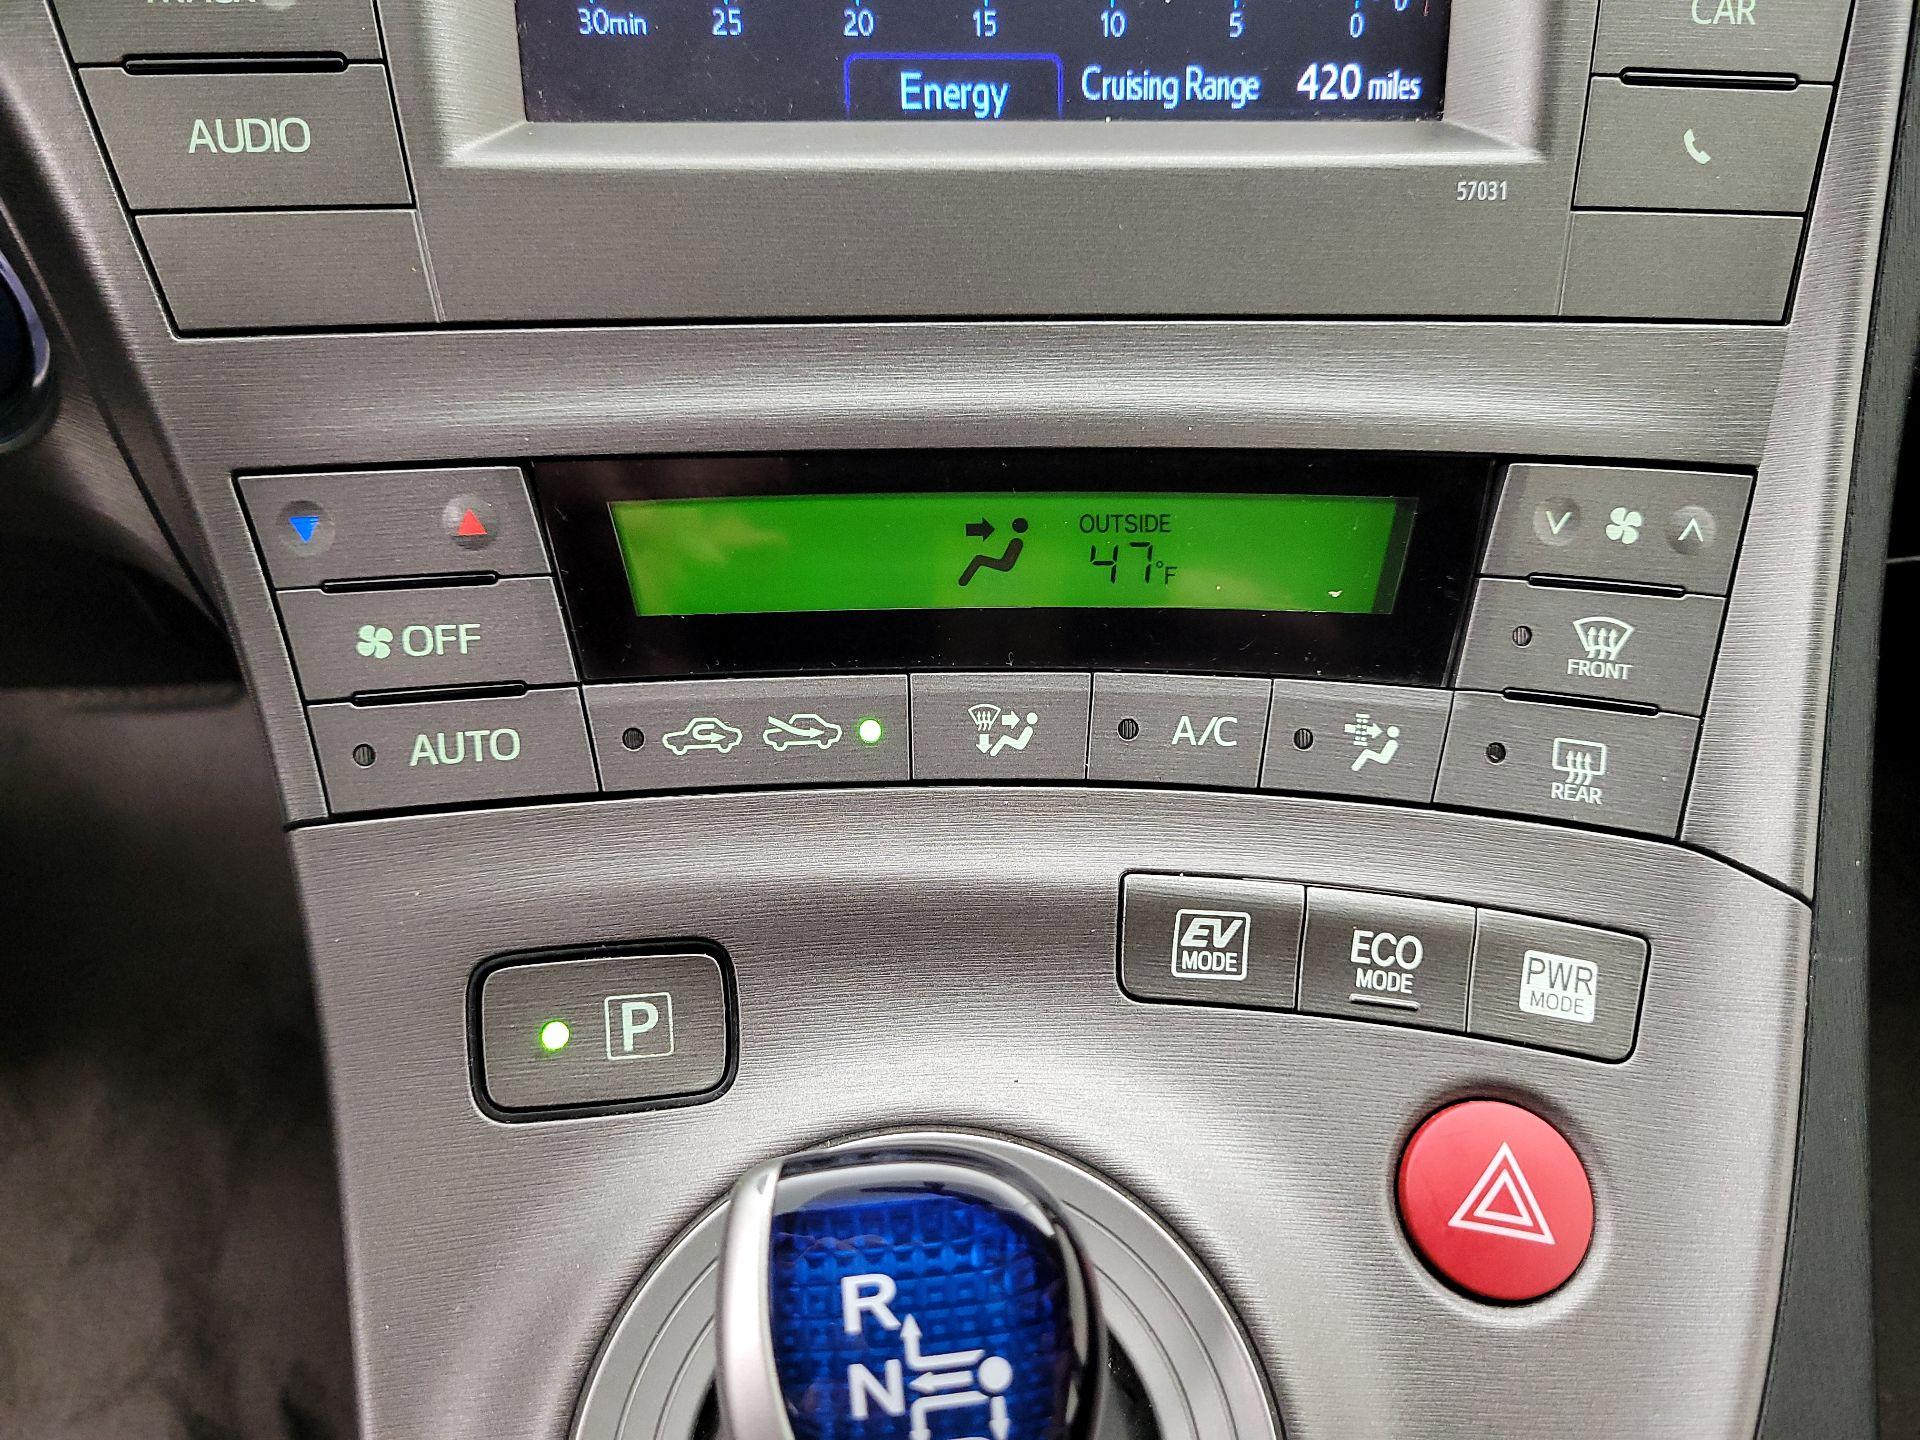 TRACK
CAR
30min 25 20 15 10 5 0
Energy Cruising Range 420 miles
AUDIO
57031
OUTSIDE
47°F
OFF
FRONT
AUTO
A/C
REAR
EV
MODE
ECO
MODE
PWR
MODE
P
R
N